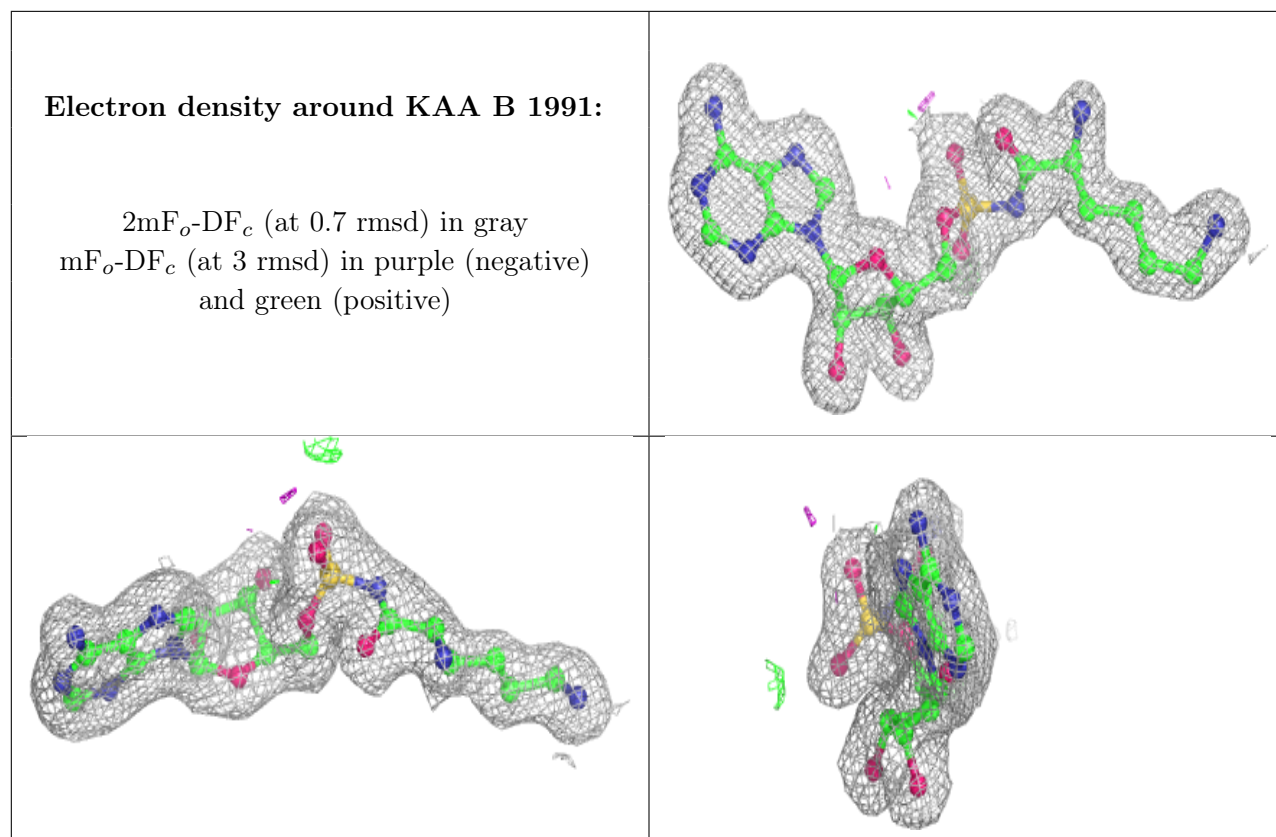 Electron density around KAA B 1991:
2mFo-DFc (at 0.7 rmsd) in gray
mFo-DFc (at 3 rmsd) in purple (negative)
and green (positive)